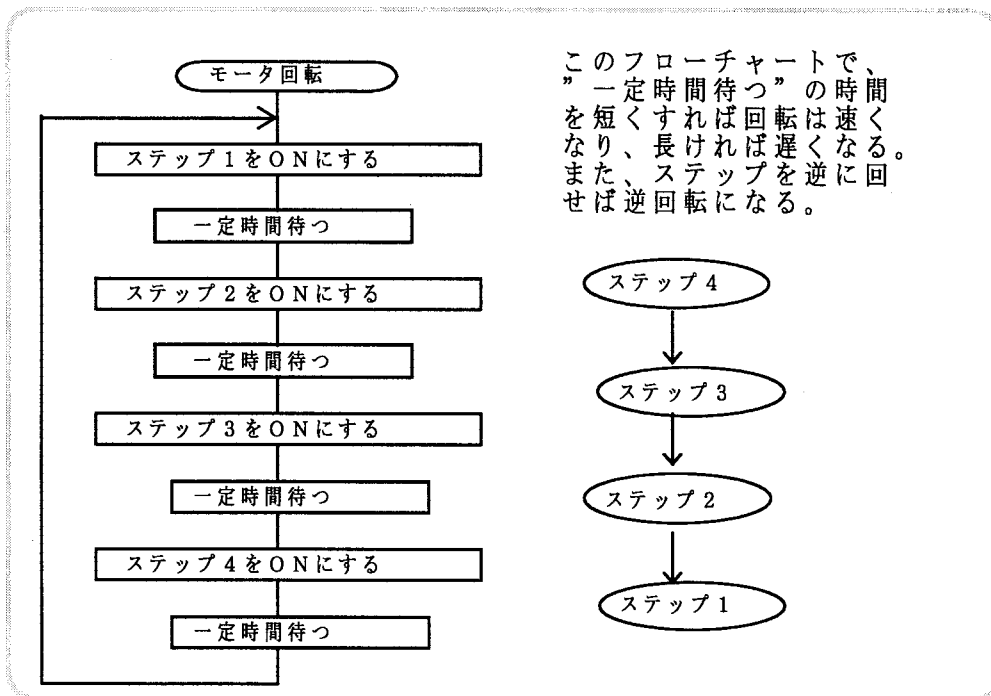 モータ回転
ステップ1をONにする
一定時間待つ
ステップ2をONにする
一定時間待つ
ステップ3をONにする
一定時間待つ
ステップ4をONにする
一定時間待つ
このフローチャートで、
”一定時間待つ”の時間
を短くすれば回転は速く
なり、長ければ遅くなる。
また、ステップを逆に回
せば逆回転になる。
ステップ4
ステップ3
ステップ2
ステップ1